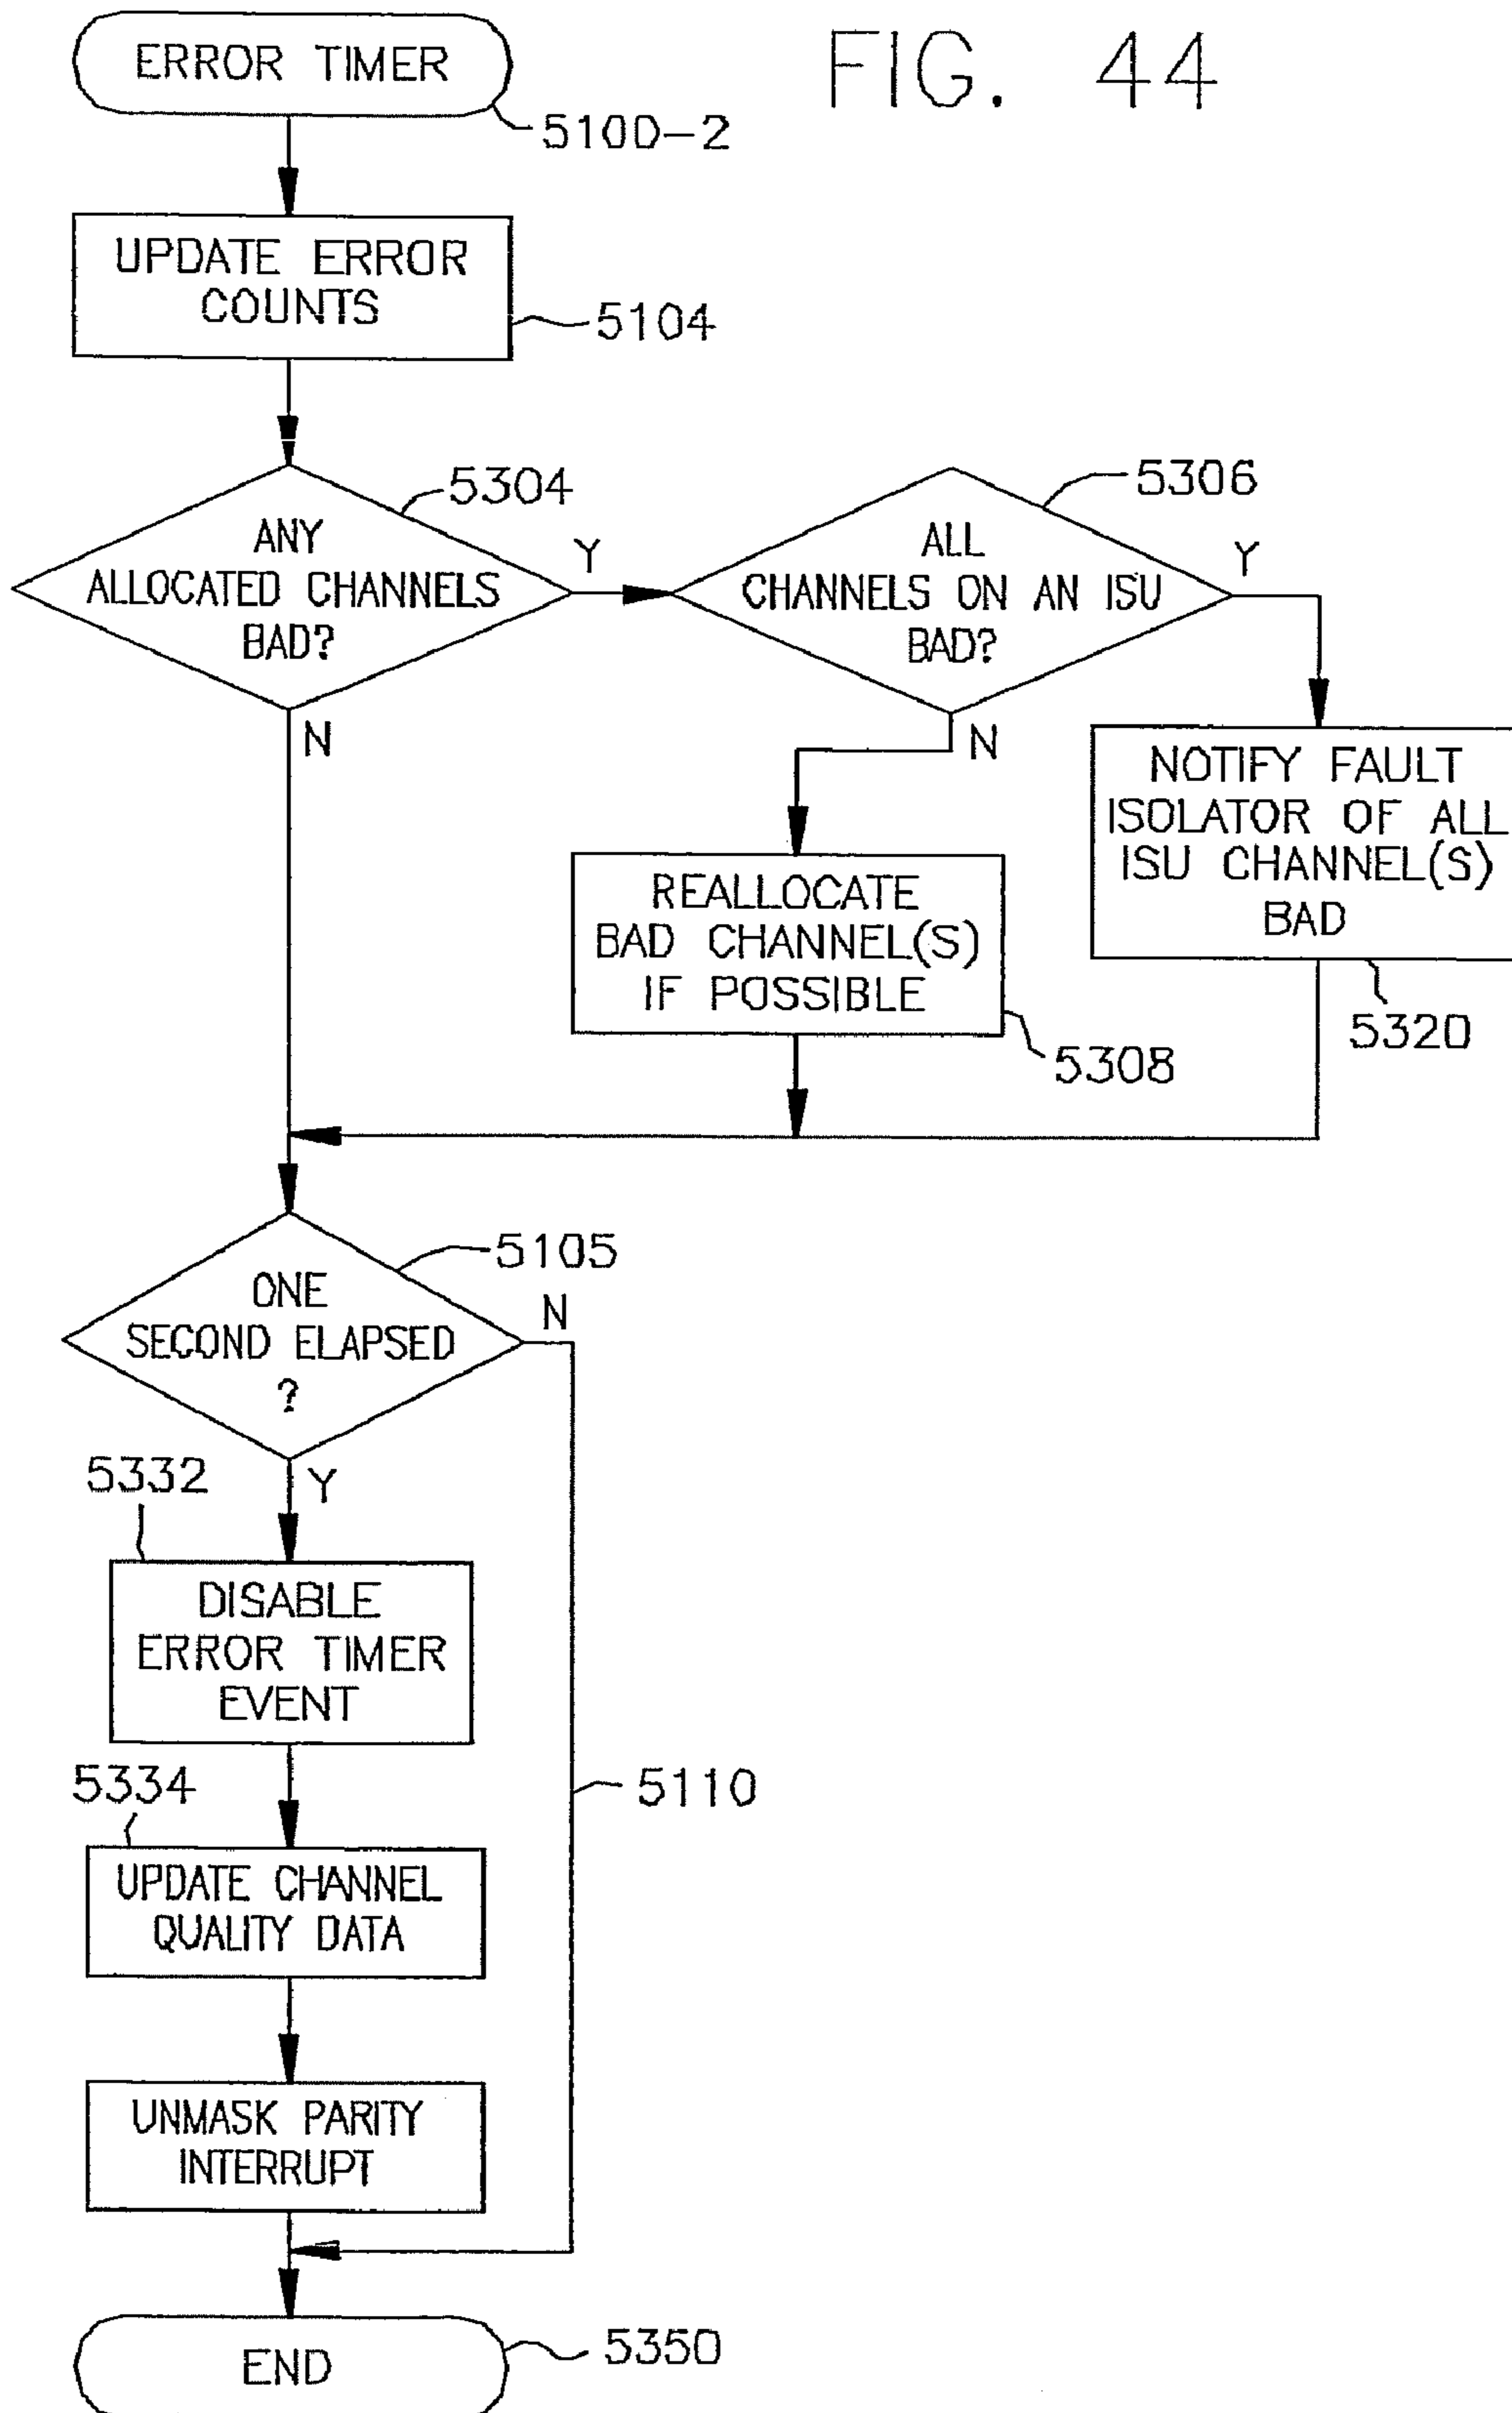 FIG. 44
ERROR TIMER
5100-2
UPDATE ERROR
COUNTS
5104
5304
ANY
ALLOCATED CHANNELS
BAD?
Y
N
5306
ALL
CHANNELS ON AN ISU
BAD?
Y
N
NOTIFY FAULT
ISOLATOR OF ALL
ISU CHANNEL(S)
BAD
5320
REALLOCATE
BAD CHANNEL(S)
IF POSSIBLE
5308
5105
ONE
SECOND ELAPSED
?
N
Y
5332
DISABLE
ERROR TIMER
EVENT
5110
5334
UPDATE CHANNEL
QUALITY DATA
UNMASK PARITY
INTERRUPT
END
5350